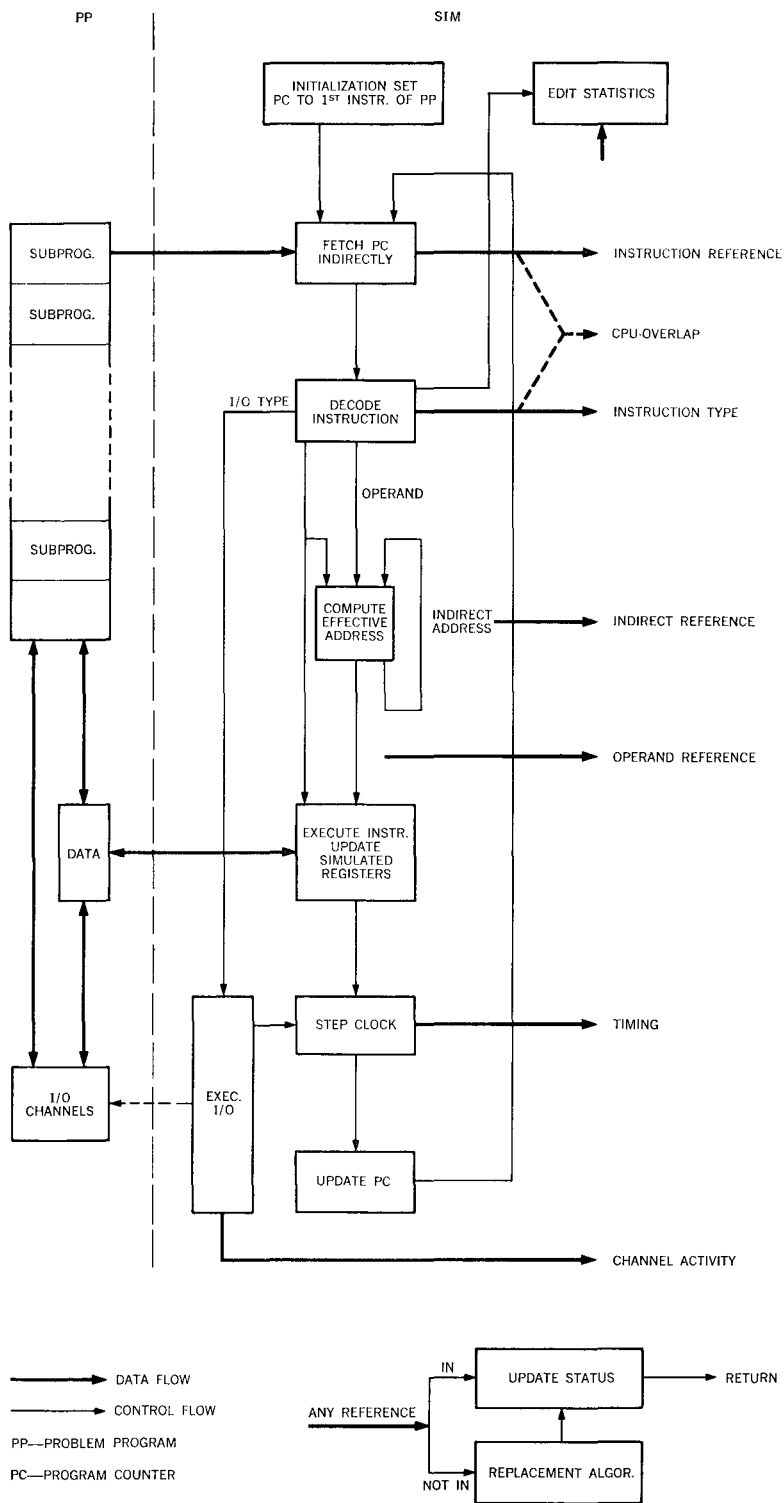 PP
SIM
INITIALIZATION SET
PC TO 1ST INSTR. OF PP
EDIT STATISTICS
SUBPROG.
FETCH PC
INDIRECTLY
INSTRUCTION REFERENCE
SUBPROG.
CPU-OVERLAP
I/O TYPE
DECODE
INSTRUCTION
INSTRUCTION TYPE
OPERAND
SUBPROG.
COMPUTE
EFFECTIVE
ADDRESS
INDIRECT
ADDRESS
INDIRECT REFERENCE
OPERAND REFERENCE
DATA
EXECUTE INSTR.
UPDATE
SIMULATED
REGISTERS
STEP CLOCK
TIMING
I/O
CHANNELS
EXEC.
I/O
UPDATE PC
CHANNEL ACTIVITY
DATA FLOW
CONTROL FLOW
PP—PROBLEM PROGRAM
PC—PROGRAM COUNTER
ANY REFERENCE
IN
UPDATE STATUS
RETURN
NOT IN
REPLACEMENT ALGOR.